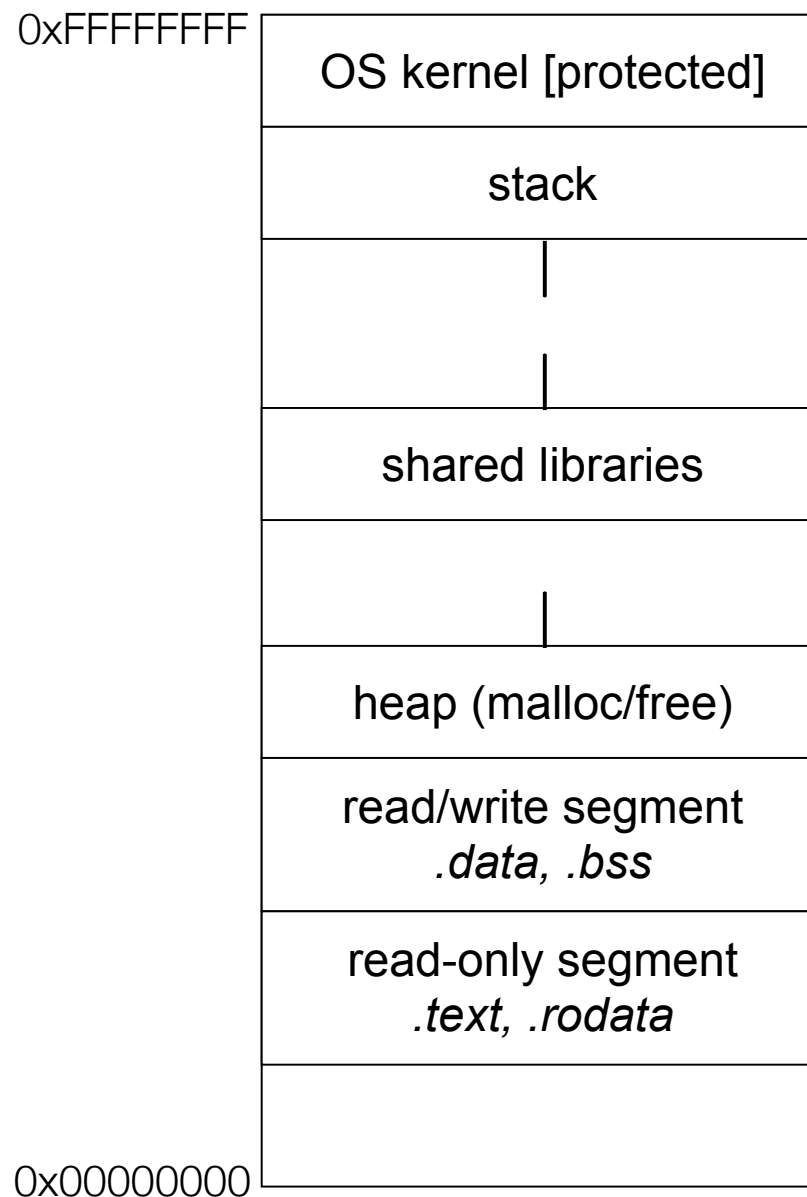 0xFFFFFFFF
OS kernel [protected]
stack
shared libraries
heap (malloc/free)
read/write segment
.data, .bss
read-only segment
.text, .rodata
0x00000000